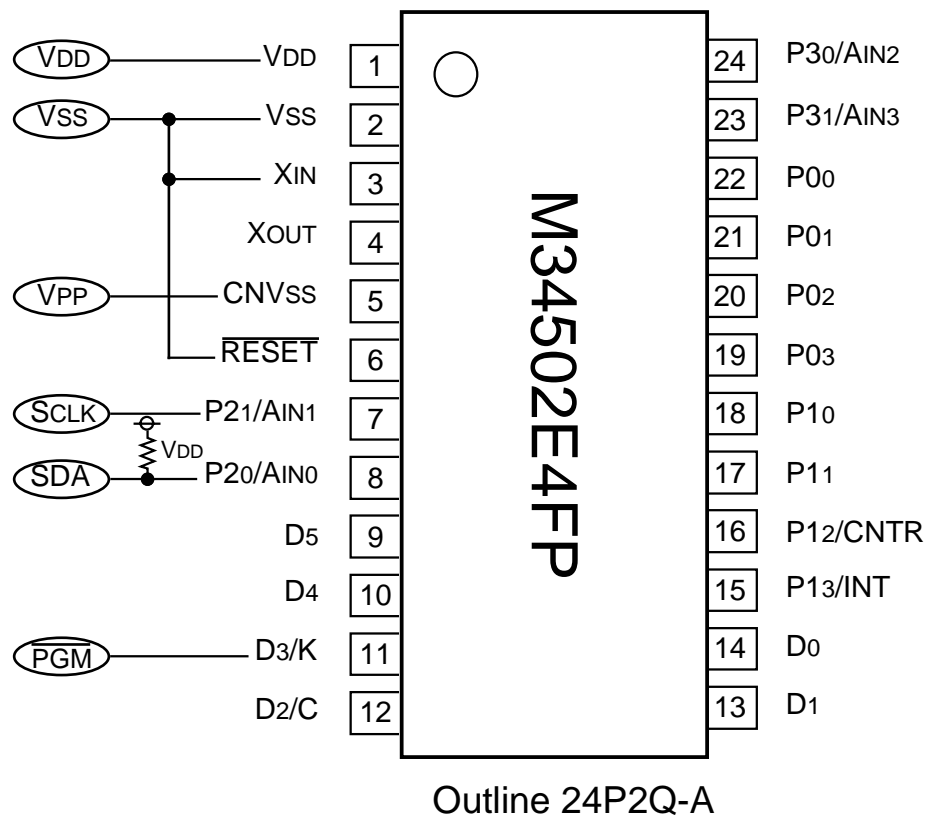 VDD VDD 1
VSS VSS 2
XIN 3
XOUT 4
VPP CNVSS 5
RESET 6
SCLK P21/AIN1 7
VDD
SDA P20/AIN0 8
D5 9
D4 10
PGM D3/K 11
D2/C 12
M34502E4FP
24 P30/AIN2
23 P31/AIN3
22 P00
21 P01
20 P02
19 P03
18 P10
17 P11
16 P12/CNTR
15 P13/INT
14 D0
13 D1
Outline 24P2Q-A